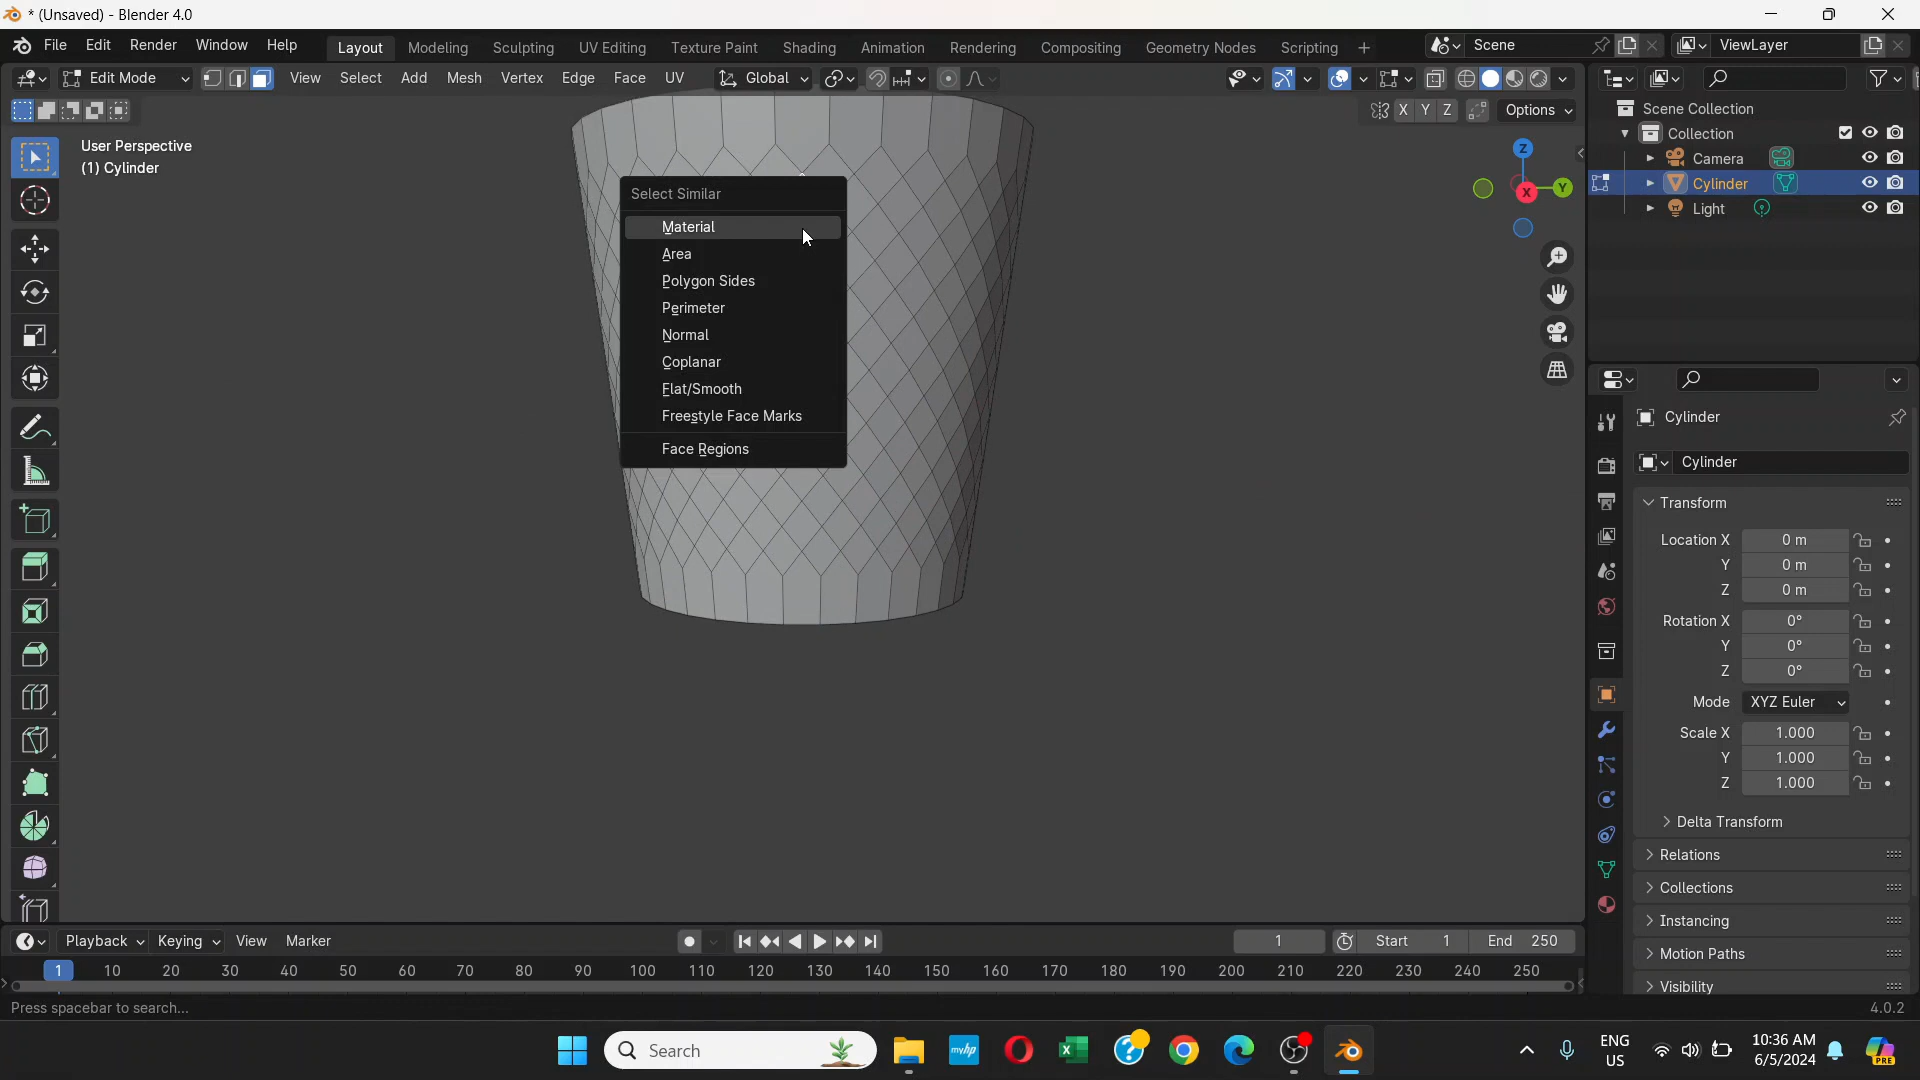 * (Unsaved) - Blender 4.0
File Edit Render Window Help Layout Modeling Sculpting UV Editing Texture Paint Shading Animation Rendering Compositing Geometry Nodes Scripting + Scene ViewLayer
Edit Mode View Select Add Mesh Vertex Edge Face UV Global
X Y Z Options
User Perspective
(1) Cylinder
Z
X
Y
Select Similar
Material
Area
Polygon Sides
Perimeter
Normal
Coplanar
Flat/Smooth
Freestyle Face Marks
Face Regions
Scene Collection
Collection
Camera
Cylinder
Light
Cylinder
Cylinder
Transform
Location X 0 m
Y 0 m
Z 0 m
Rotation X 0°
Y 0°
Z 0°
Mode XYZ Euler
Scale X 1.000
Y 1.000
Z 1.000
Delta Transform
Relations
Collections
Instancing
Motion Paths
Visibility
Playback Keying View Marker 1 Start 1 End 250
1 10 20 30 40 50 60 70 80 90 100 110 120 130 140 150 160 170 180 190 200 210 220 230 240 250
Press spacebar to search... 4.0.2
Search myhp ENG US 10:36 AM 6/5/2024 PRE